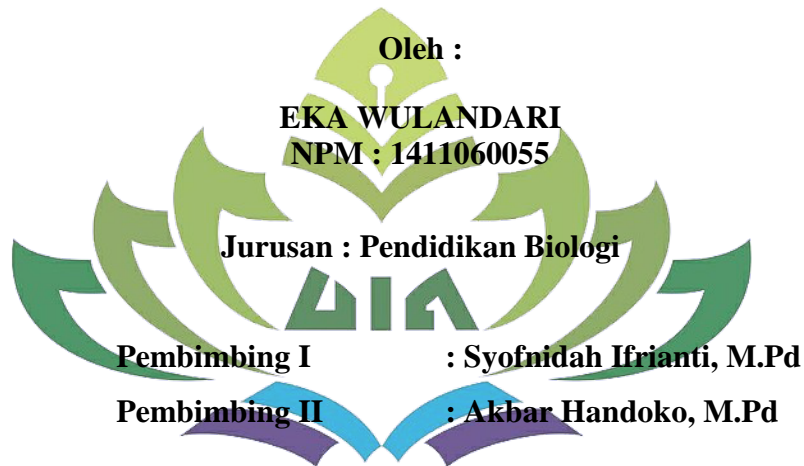 Oleh :
EKA WULANDARI
NPM : 1411060055
Jurusan : Pendidikan Biologi
UIN
Pembimbing I : Syofnidah Ifrianti, M.Pd
Pembimbing II : Akbar Handoko, M.Pd